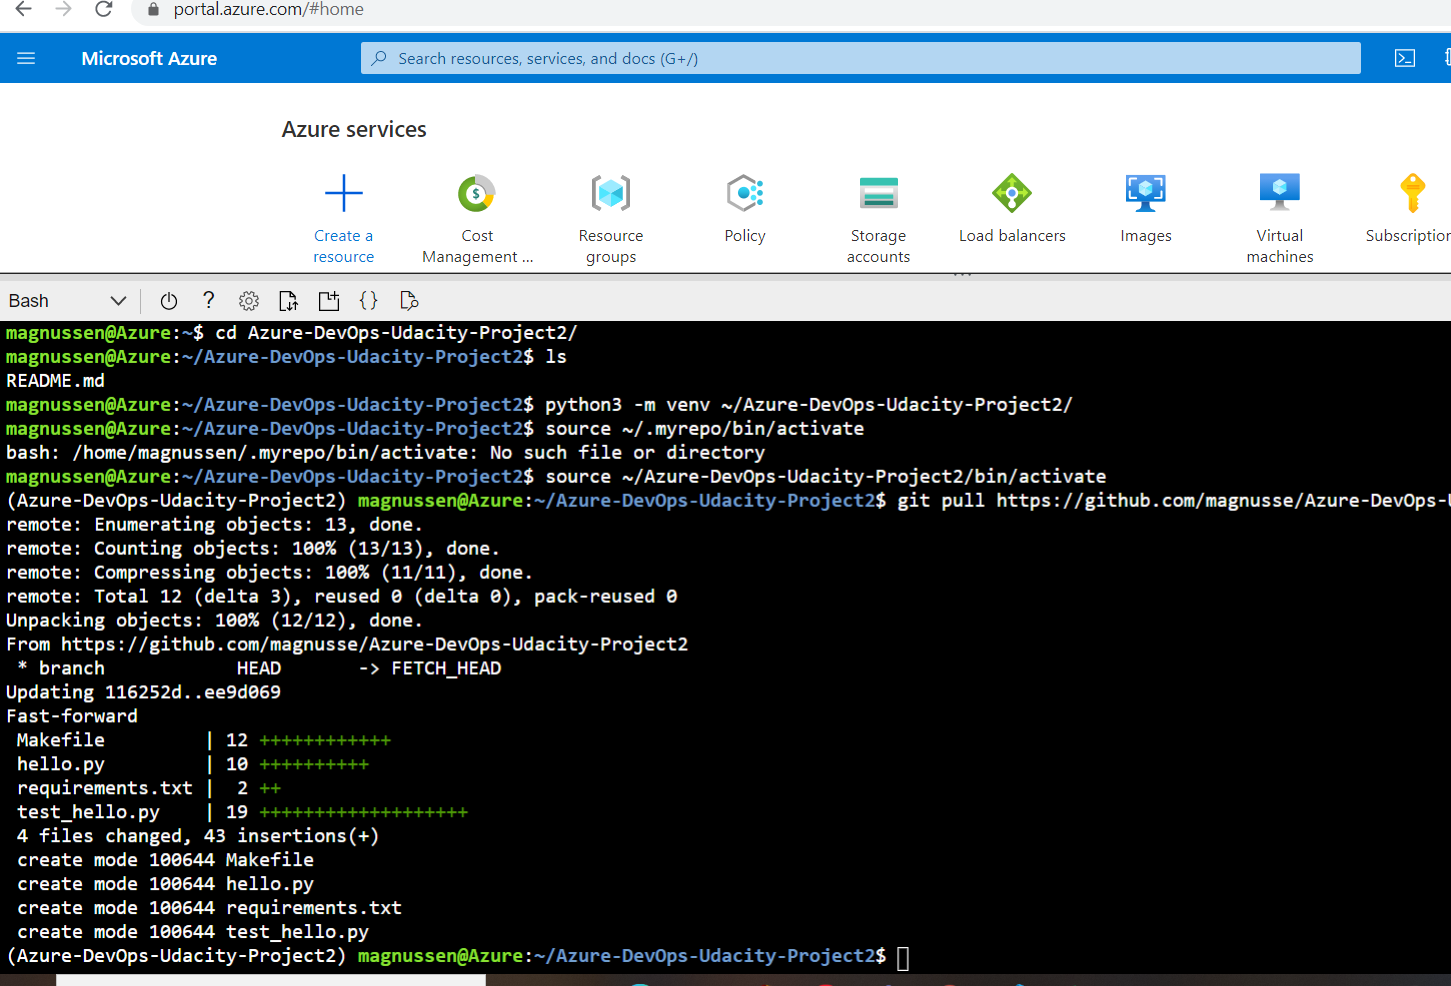 portal.azure.com/#home
Microsoft Azure
Search resources, services, and docs (G+/)
Azure services
Create a
resource
Cost
Management ...
Resource
groups
Policy
Storage
accounts
Load balancers
Images
Virtual
machines
Subscription
Bash
magnussen@Azure:~$ cd Azure-DevOps-Udacity-Project2/
magnussen@Azure:~/Azure-DevOps-Udacity-Project2$ ls
README.md
magnussen@Azure:~/Azure-DevOps-Udacity-Project2$ python3 -m venv ~/Azure-DevOps-Udacity-Project2/
magnussen@Azure:~/Azure-DevOps-Udacity-Project2$ source ~/.myrepo/bin/activate
bash: /home/magnussen/.myrepo/bin/activate: No such file or directory
magnussen@Azure:~/Azure-DevOps-Udacity-Project2$ source ~/Azure-DevOps-Udacity-Project2/bin/activate
(Azure-DevOps-Udacity-Project2) magnussen@Azure:~/Azure-DevOps-Udacity-Project2$ git pull https://github.com/magnusse/Azure-DevOps-
remote: Enumerating objects: 13, done.
remote: Counting objects: 100% (13/13), done.
remote: Compressing objects: 100% (11/11), done.
remote: Total 12 (delta 3), reused 0 (delta 0), pack-reused 0
Unpacking objects: 100% (12/12), done.
From https://github.com/magnusse/Azure-DevOps-Udacity-Project2
 * branch            HEAD       -> FETCH_HEAD
Updating 116252d..ee9d069
Fast-forward
 Makefile         | 12 ++++++++++++
 hello.py         | 10 ++++++++++
 requirements.txt |  2 ++
 test_hello.py    | 19 +++++++++++++++++++
 4 files changed, 43 insertions(+)
 create mode 100644 Makefile
 create mode 100644 hello.py
 create mode 100644 requirements.txt
 create mode 100644 test_hello.py
(Azure-DevOps-Udacity-Project2) magnussen@Azure:~/Azure-DevOps-Udacity-Project2$